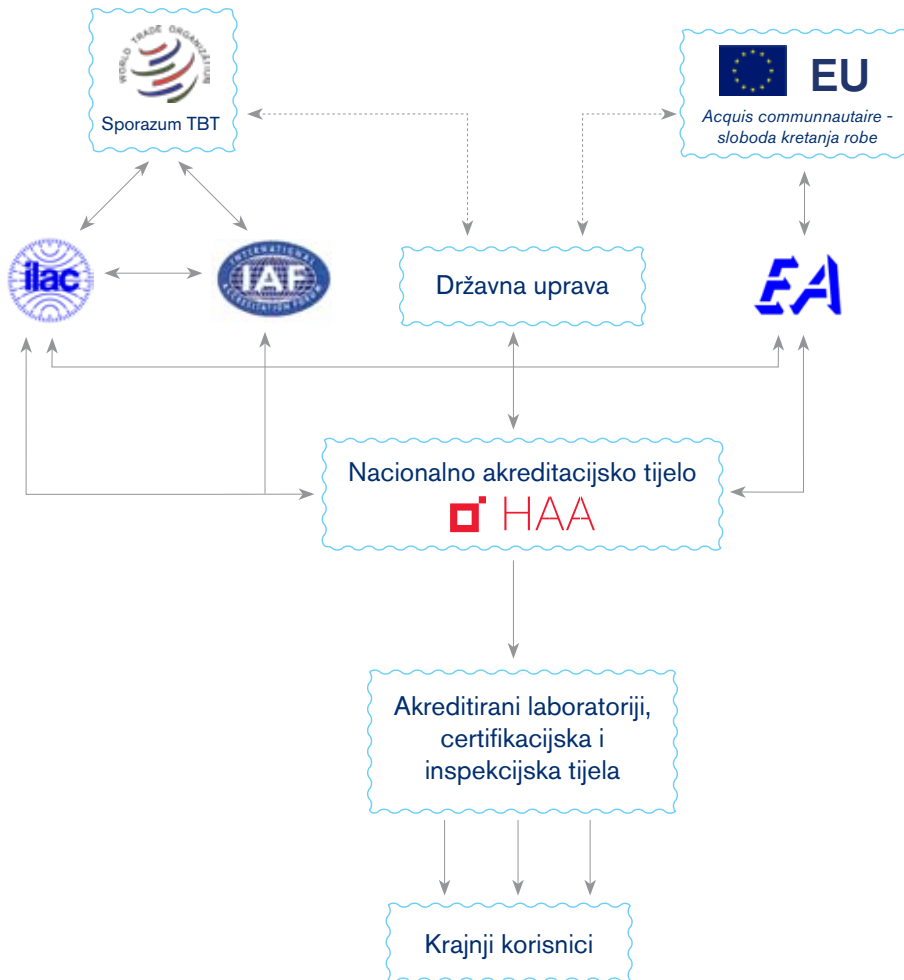 WORLD TRADE ORGANIZATION
Sporazum TBT
EU
Acquis communnautaire -
sloboda kretanja robe
ilac
INTERNATIONAL
IAF
ACCREDITATION FORUM
Državna uprava
EA
Nacionalno akreditacijsko tijelo
HAA
Akreditirani laboratoriji,
certifikacijska i
inspekcijska tijela
Krajnji korisnici